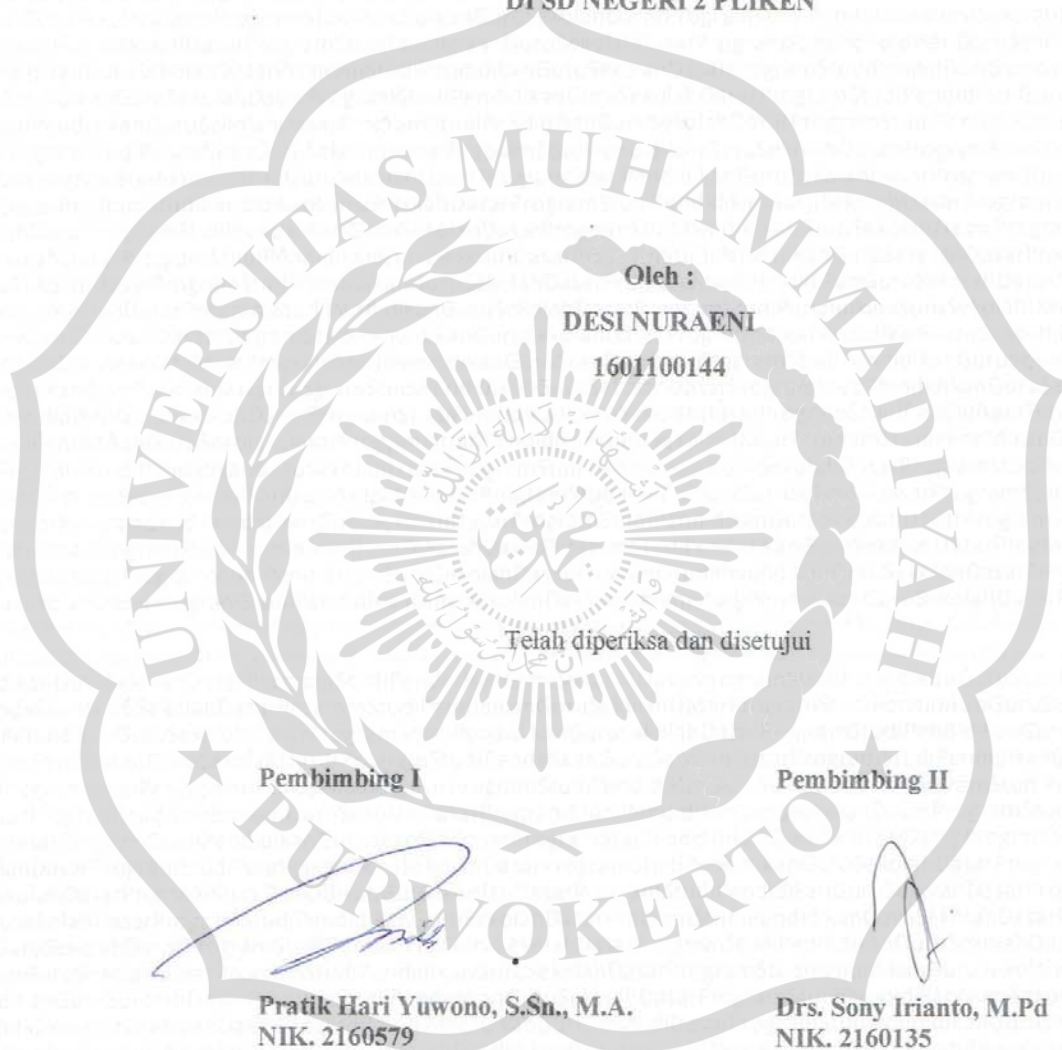 DI SD NEGERI 2 PLIKEN
UNIVERSITAS MUHAMMADIYAH
PURWOKERTO
Oleh :
DESI NURAENI
1601100144
Telah diperiksa dan disetujui
Pembimbing I
Pembimbing II
Pratik Hari Yuwono, S.Sn., M.A.
NIK. 2160579
Drs. Sony Irianto, M.Pd
NIK. 2160135